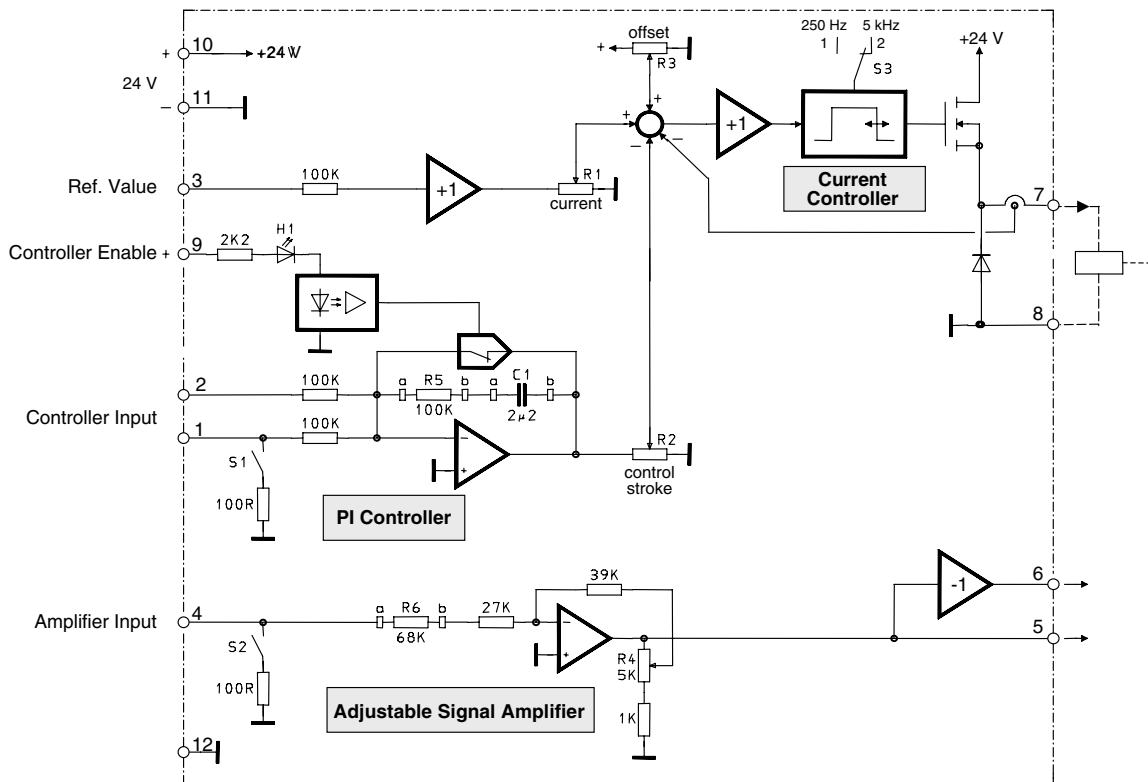 250 Hz 5 kHz
1 2
S3
offset
+
R3
+24 V
+ 10 +24V
24 V
– 11
+
+
–
–
+1
Current
Controller
Ref. Value 3 100K +1 R1
current
7
Controller Enable + 9 2K2 H1
8
2 100K a R5 b a C1 b
100K 2µ2
Controller Input
1 100K
–
+
R2
control
stroke
S1
100R
PI Controller
39K
-1 6
Amplifier Input 4 a R6 b 27K
68K
–
+
5
S2
R4
5K
100R
Adjustable Signal Amplifier
1K
12